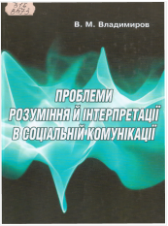 В. М. Владимиров
ПРОБЛЕМИ
РОЗУМІННЯ Й ІНТЕРПРЕТАЦІЇ
В СОЦІАЛЬНІЙ КОМУНІКАЦІЇ